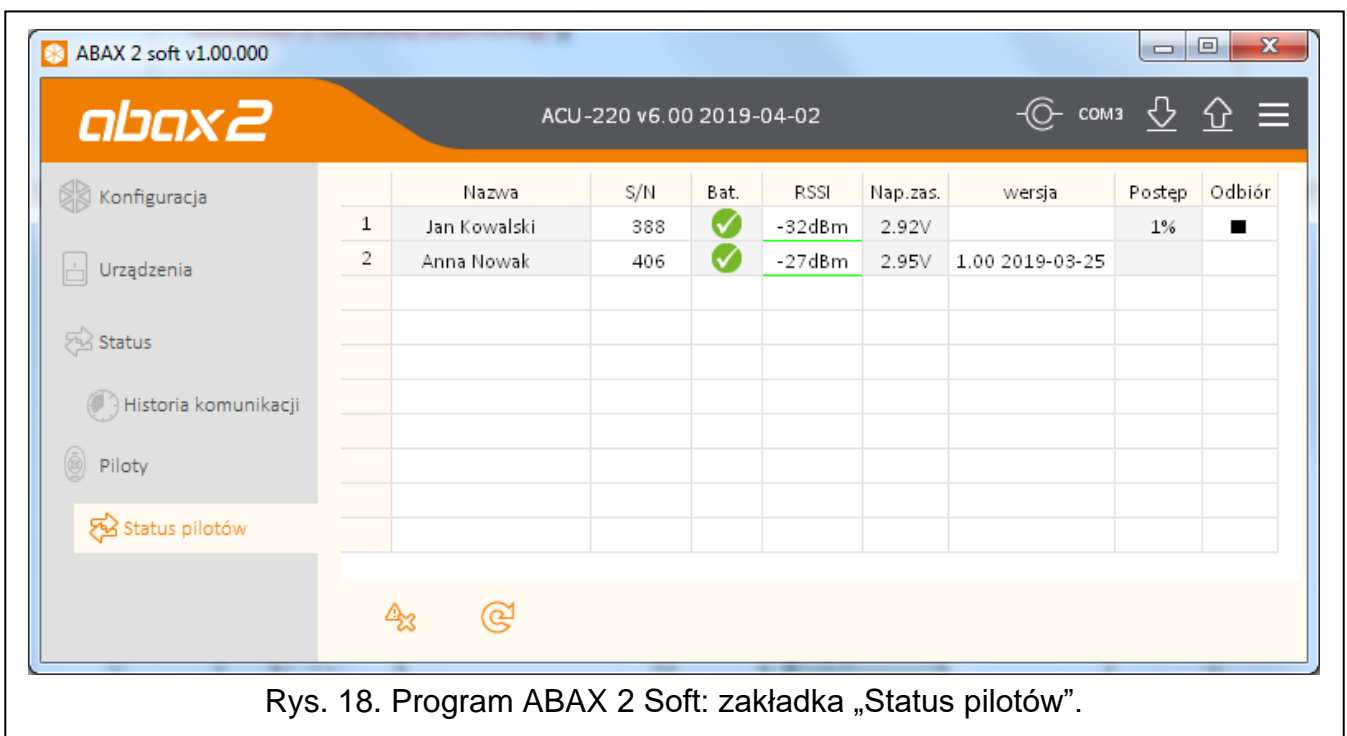 ABAX 2 soft v1.00.000
abax2 ACU-220 v6.00 2019-04-02 COM3
Konfiguracja
Urządzenia
Status
Historia komunikacji
Piloty
Status pilotów
Nazwa S/N Bat. RSSI Nap.zas. wersja Postęp Odbiór
1 Jan Kowalski 388 -32dBm 2.92V 1%
2 Anna Nowak 406 -27dBm 2.95V 1.00 2019-03-25
Rys. 18. Program ABAX 2 Soft: zakładka „Status pilotów”.